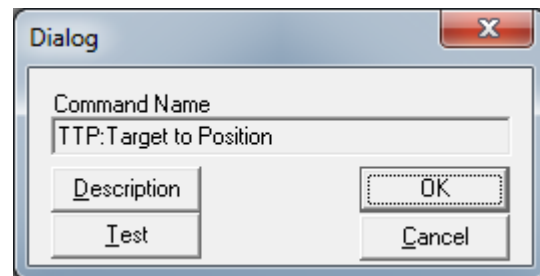 Dialog
Command Name
TTP:Target to Position
Description
OK
Test
Cancel